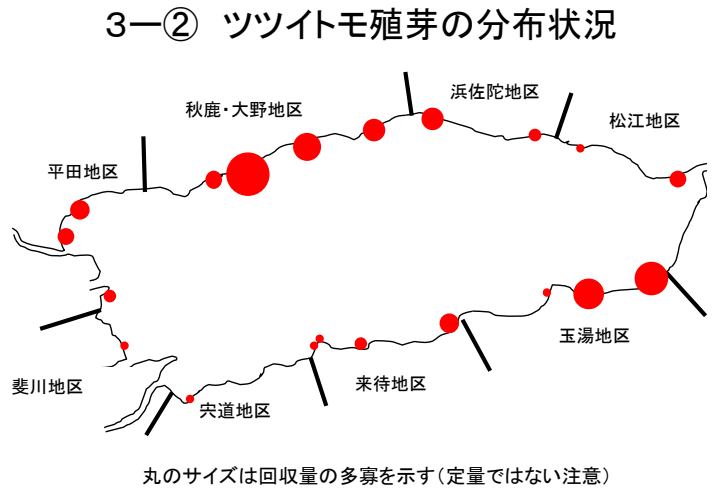 3ー② ツツイトモ殖芽の分布状況
浜佐陀地区
秋鹿・大野地区
松江地区
平田地区
玉湯地区
斐川地区
来待地区
宍道地区
丸のサイズは回収量の多寡を示す（定量ではない注意）